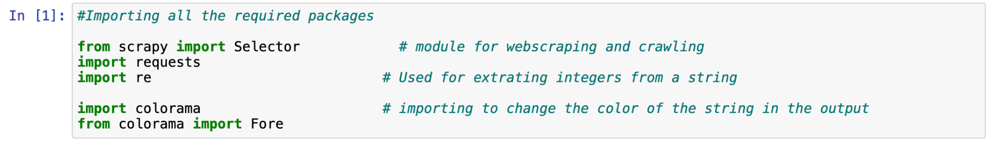 In [1]: #Importing all the required packages
from scrapy import Selector # module for webscraping and crawling
import requests
import re # Used for extrating integers from a string
import colorama # importing to change the color of the string in the output
from colorama import Fore